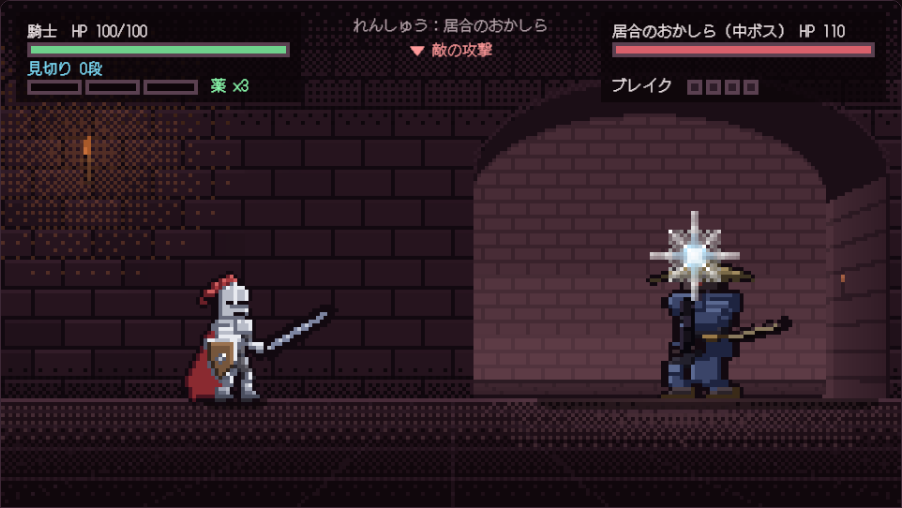 騎士 HP 100/100
見切り 0段
薬 x3
れんしゅう：居合のおかしら
▼ 敵の攻撃
居合のおかしら（中ボス） HP 110
ブレイク